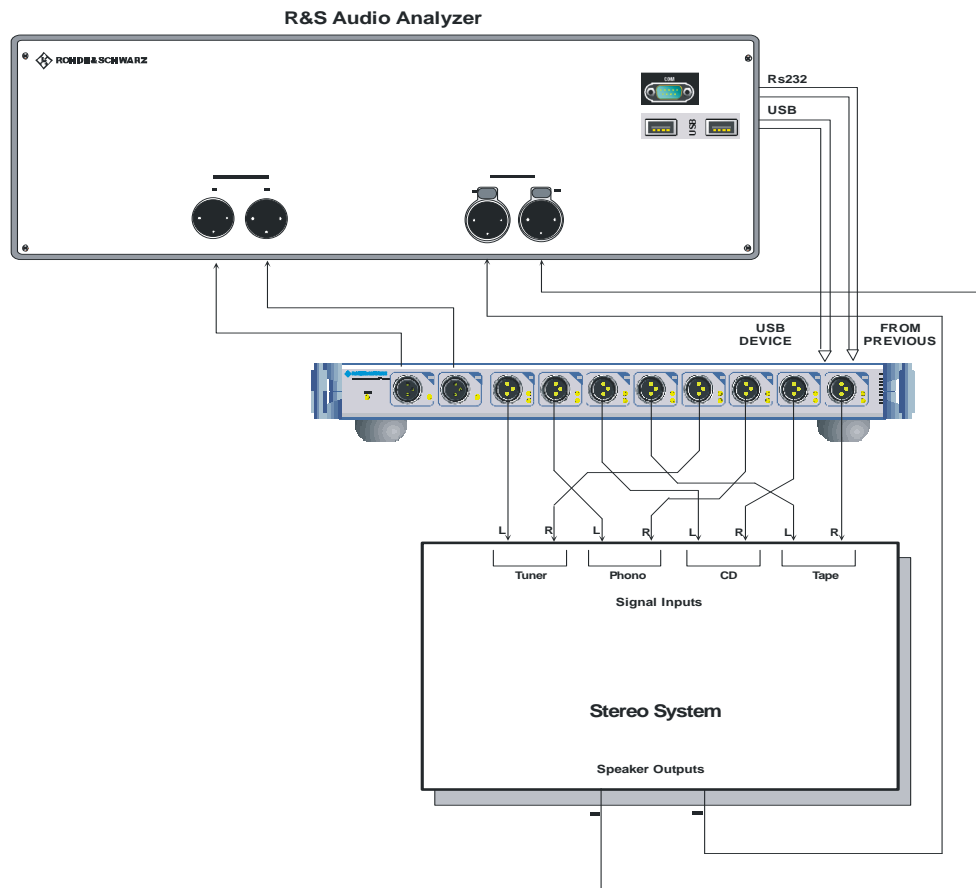 R&S Audio Analyzer
ROHDE&SCHWARZ
COM
USB
Rs232
USB
USB DEVICE
FROM PREVIOUS
L R L R L R L R
Tuner Phono CD Tape
Signal Inputs
Stereo System
Speaker Outputs